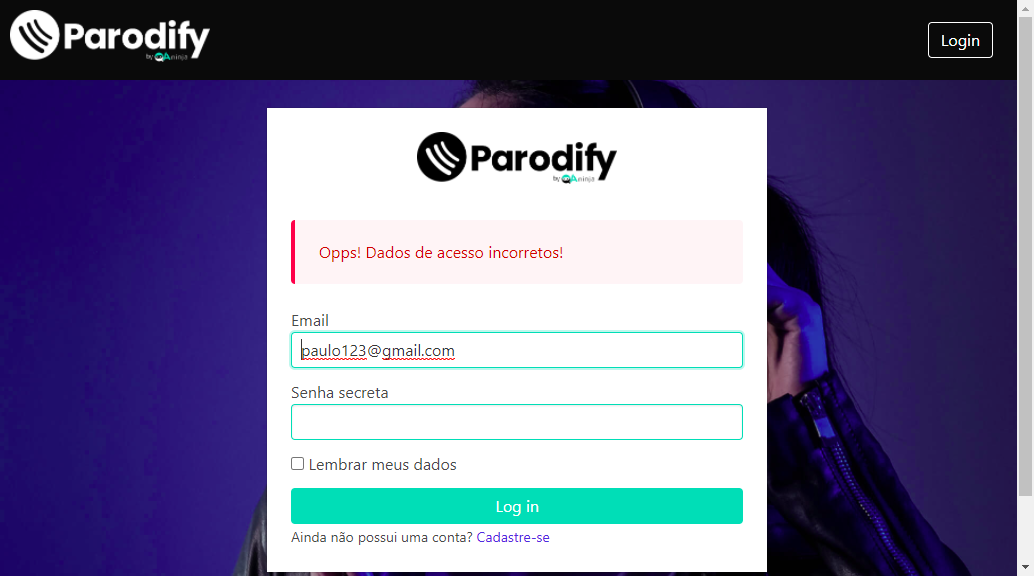 Parodify
by QAninja
Login
Parodify
by QAninja
Opps! Dados de acesso incorretos!
Email
paulo123@gmail.com
Senha secreta
Lembrar meus dados
Log in
Ainda não possui uma conta? Cadastre-se